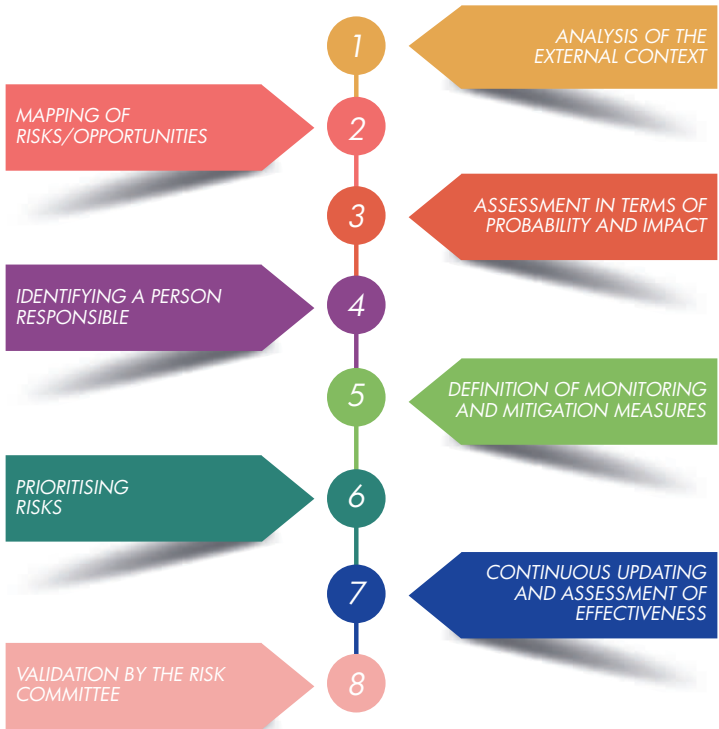 1
ANALYSIS OF THE
EXTERNAL CONTEXT
MAPPING OF
RISKS/OPPORTUNITIES
2
3
ASSESSMENT IN TERMS OF
PROBABILITY AND IMPACT
IDENTIFYING A PERSON
RESPONSIBLE
4
5
DEFINITION OF MONITORING
AND MITIGATION MEASURES
PRIORITISING
RISKS
6
7
CONTINUOUS UPDATING
AND ASSESSMENT OF
EFFECTIVENESS
VALIDATION BY THE RISK
COMMITTEE
8